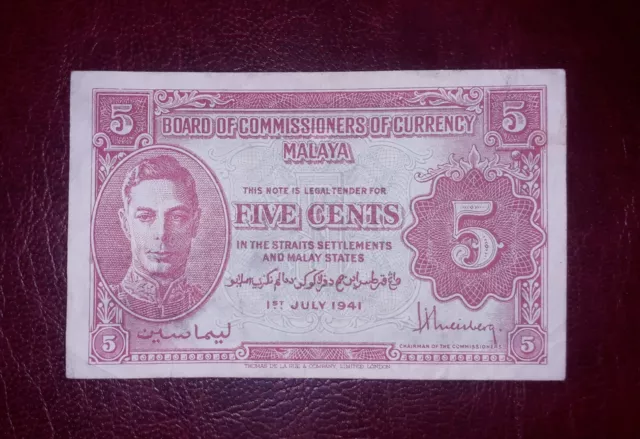 5
5
BOARD OF COMMISSIONERS OF CURRENCY
MALAYA
THIS NOTE IS LEGAL TENDER FOR
FIVE CENTS
5
IN THE STRAITS SETTLEMENTS
AND MALAY STATES
1ST JULY 1941
ليماسين
CHAIRMAN OF THE COMMISSIONERS
5
5
THOMAS DE LA RUE & COMPANY, LIMITED, LONDON.